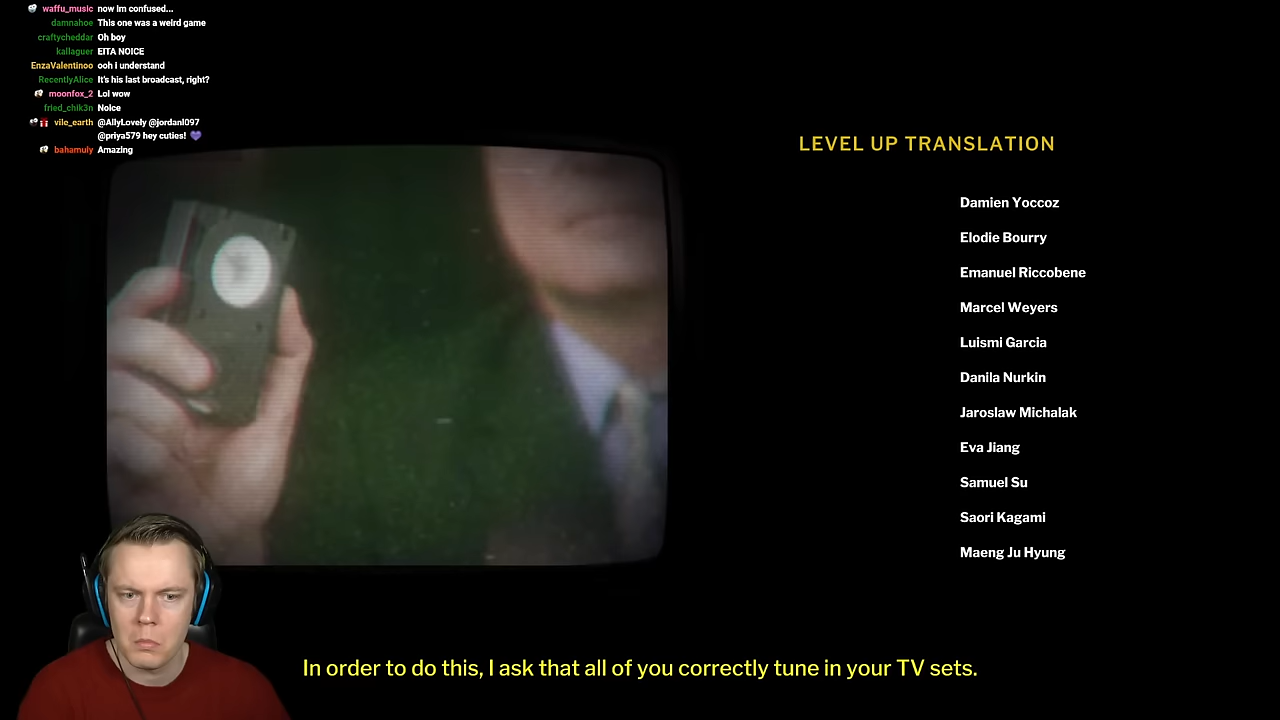 waffu_music now im confused...
damnahoe This one was a weird game
craftycheddar Oh boy
kallaguer EITA NOICE
EnzaValentinoo ooh i understand
RecentlyAlice It's his last broadcast, right?
moonfox_2 Lol wow
fried_chik3n Noice
vile_earth @AllyLovely @jordanl097
@priya579 hey cuties! 💜
bahamuiy Amazing
LEVEL UP TRANSLATION
Damien Yoccoz
Elodie Bourry
Emanuel Riccobene
Marcel Weyers
Luismi Garcia
Danila Nurkin
Jaroslaw Michalak
Eva Jiang
Samuel Su
Saori Kagami
Maeng Ju Hyung
In order to do this, I ask that all of you correctly tune in your TV sets.